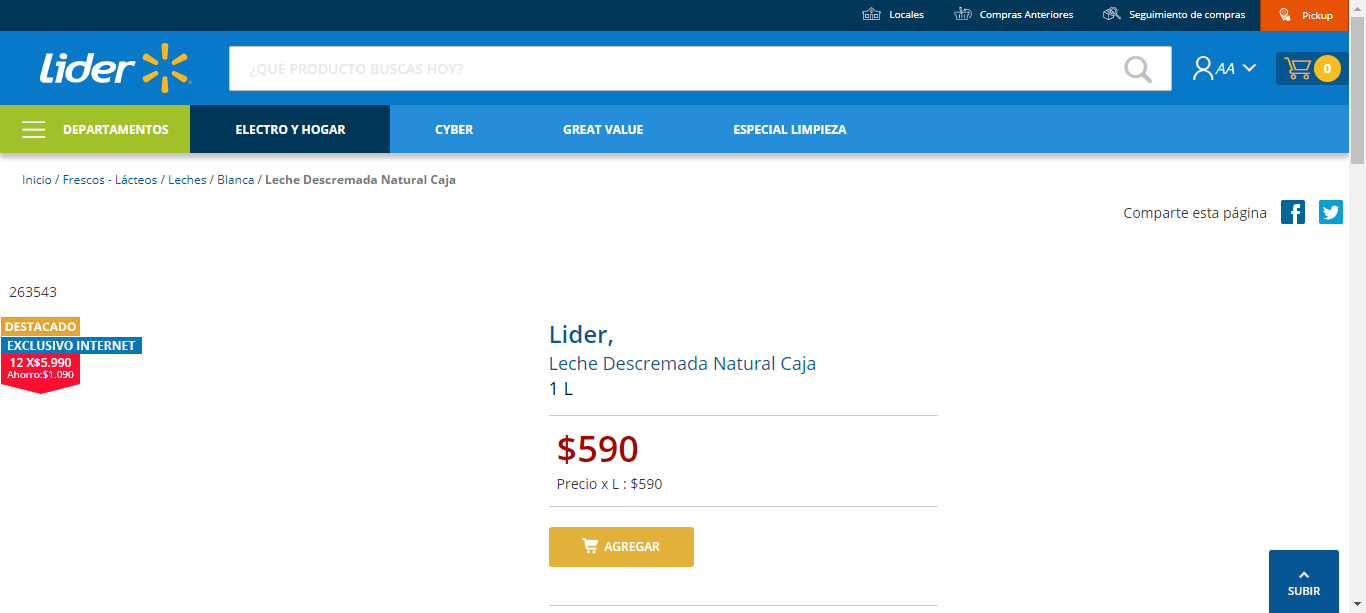 Locales
Compras Anteriores
Seguimiento de compras
Pickup
Lider
¿QUÉ PRODUCTO BUSCAS HOY?
AA
0
DEPARTAMENTOS
ELECTRO Y HOGAR
CYBER
GREAT VALUE
ESPECIAL LIMPIEZA
Inicio / Frescos - Lácteos / Leches / Blanca / Leche Descremada Natural Caja
Comparte esta página
263543
DESTACADO
EXCLUSIVO INTERNET
12 X$5.990
Ahorro:$1.090
Lider,
Leche Descremada Natural Caja
1 L
$590
Precio x L : $590
AGREGAR
SUBIR